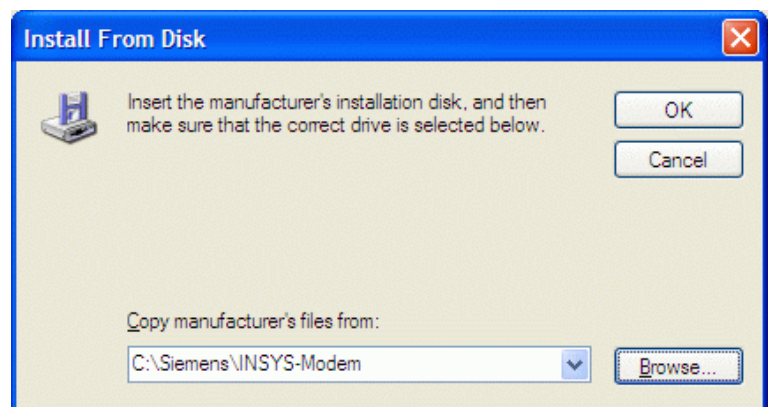 Install From Disk
Insert the manufacturer's installation disk, and then
make sure that the correct drive is selected below.
OK
Cancel
Copy manufacturer's files from:
C:\Siemens\INSYS-Modem
Browse...